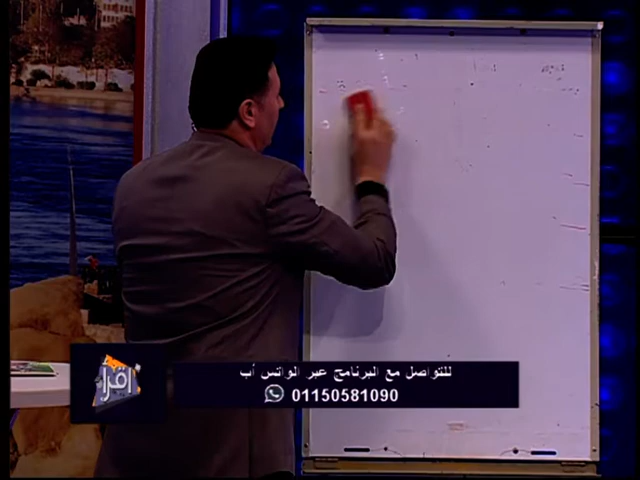 اقرأ
للتواصل مع البرنامج عبر الواتس أب
01150581090